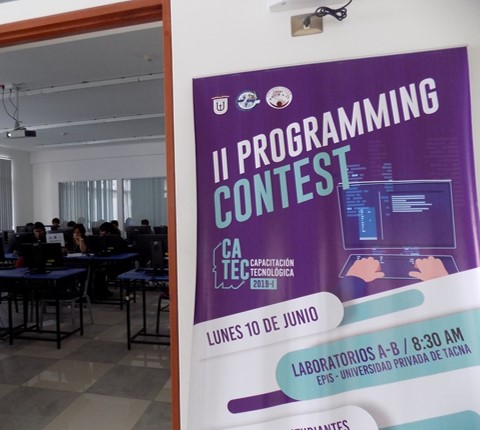 II PROGRAMMING
CONTEST
CA
TEC
CAPACITACIÓN
TECNOLÓGICA
2019-I
LUNES 10 DE JUNIO
LABORATORIOS A-B / 8:30 AM
EPIS - UNIVERSIDAD PRIVADA DE TACNA